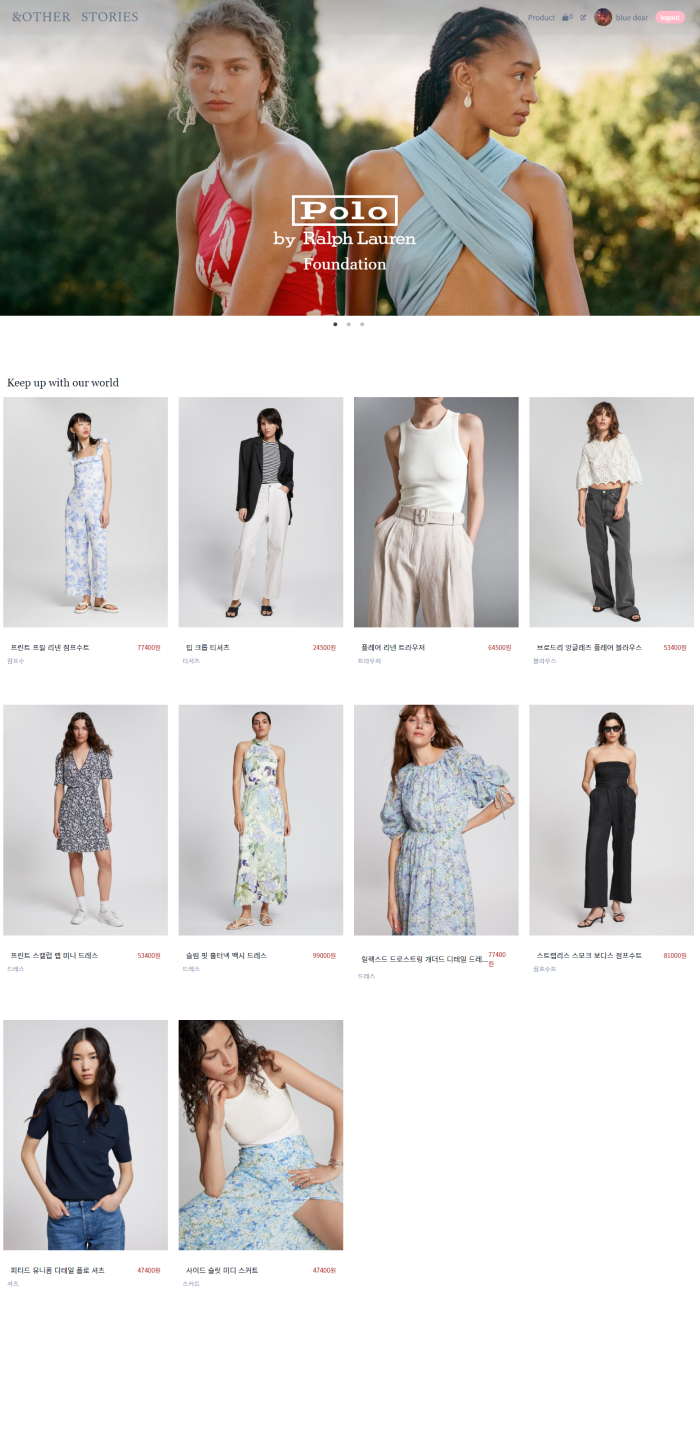 &OTHER STORIES
Product 0 blue dear logout
Polo
by Ralph Lauren
Foundation
Keep up with our world
프린트 프릴 리넨 점프수트 77400원
점프수
팁 크롭 티셔츠 24500원
티셔츠
플레어 리넨 트라우저 64500원
트라우저
브로드리 앙글레즈 플레어 블라우스 53400원
블라우스
프린트 스캘럽 랩 미니 드레스 53400원
드레스
슬림 핏 홀터넥 맥시 드레스 99000원
드레스
릴렉스드 드로스트링 개더드 디테일 드레... 77400
원
드레스
스트랩리스 스모크 보디스 점프수트 81000원
점프수트
피티드 유니폼 디테일 폴로 셔츠 47400원
셔츠
사이드 슬릿 미디 스커트 47400원
스커트